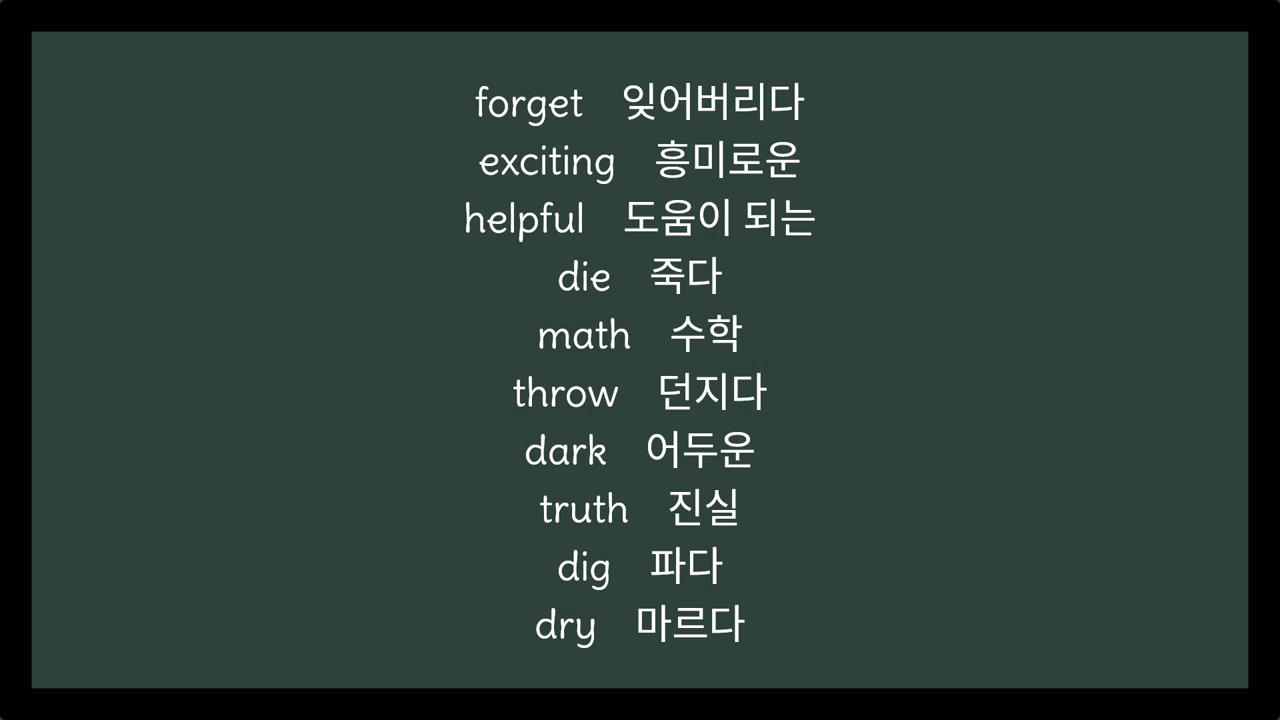 forget 잊어버리다
exciting 흥미로운
helpful 도움이 되는
die 죽다
math 수학
throw 던지다
dark 어두운
truth 진실
dig 파다
dry 마르다